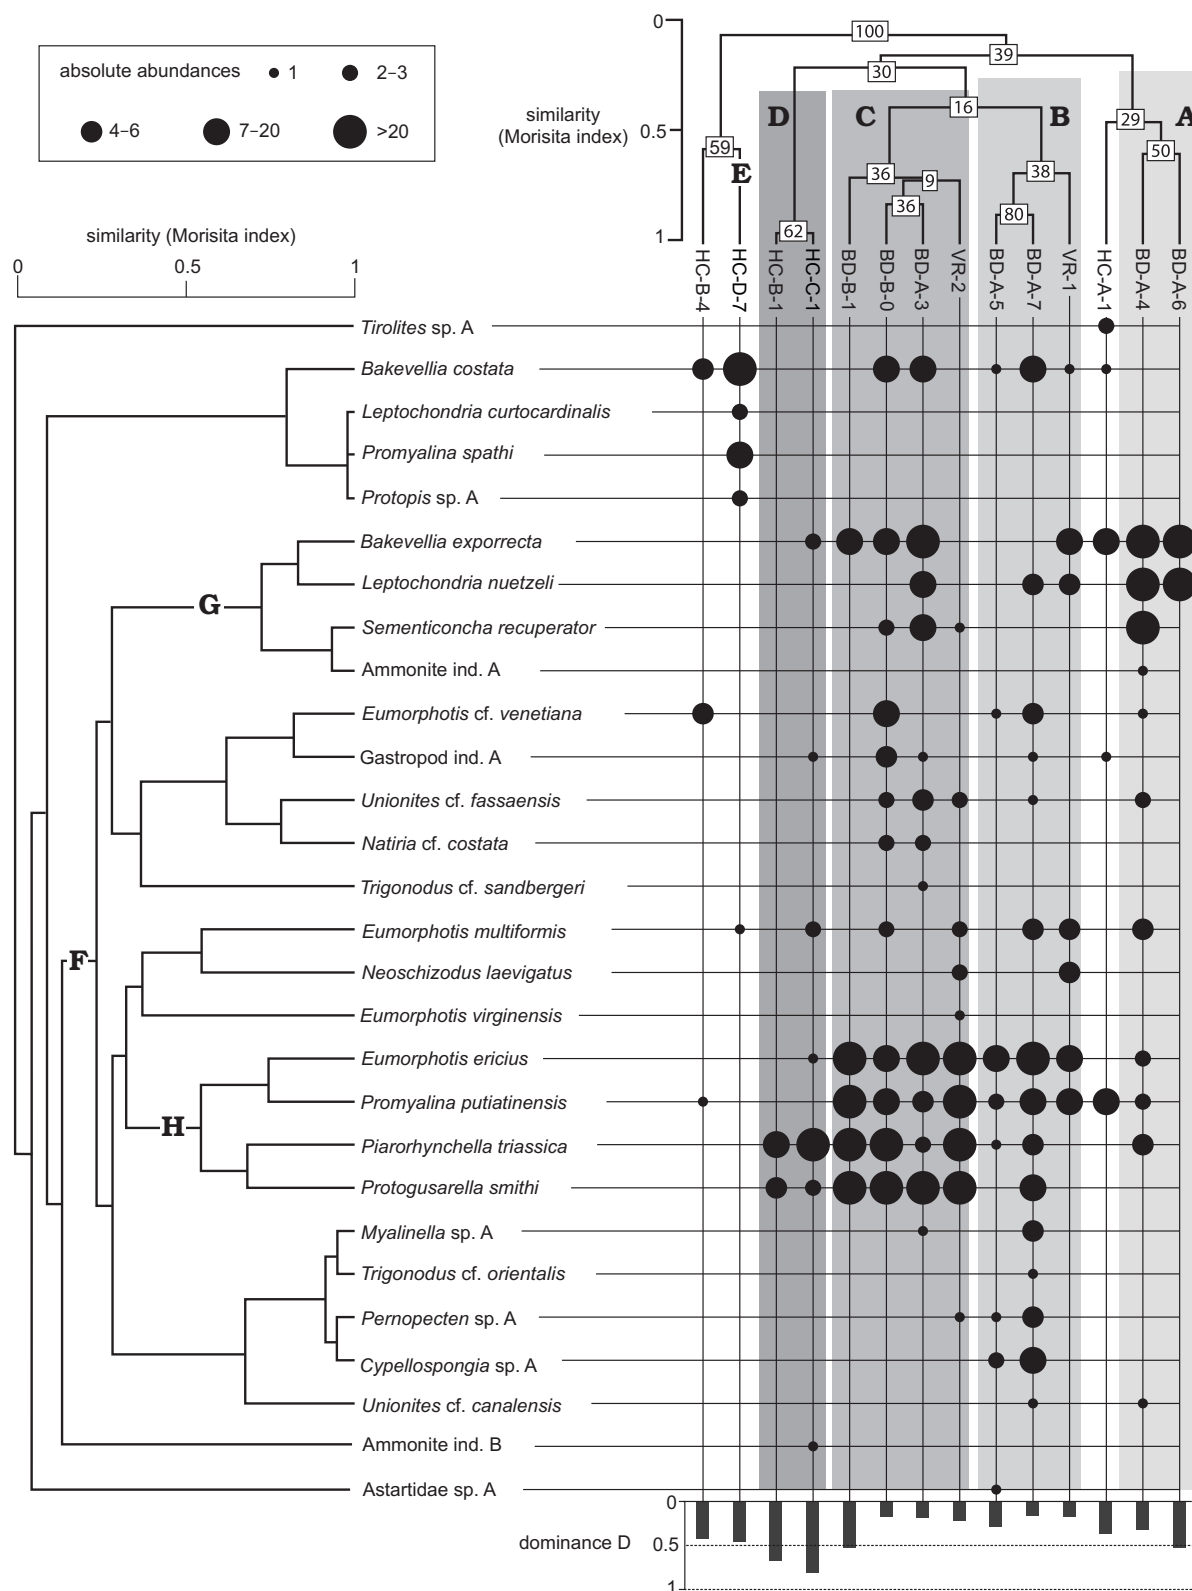 absolute abundances 1 2–3
4–6 7–20 >20
similarity (Morisita index)
0 0.5 1
similarity
(Morisita index)
0
0.5
1
100
39
30
16
D C B A
29
50
59
E
36 9 38
36
80
62
HC-B-4
HC-D-7
HC-B-1
HC-C-1
BD-B-1
BD-B-0
BD-A-3
VR-2
BD-A-5
BD-A-7
VR-1
HC-A-1
BD-A-4
BD-A-6
Tirolites sp. A
Bakevellia costata
Leptochondria curtocardinalis
Promyalina spathi
Protopis sp. A
Bakevellia exporrecta
Leptochondria nuetzeli
G
Sementiconcha recuperator
Ammonite ind. A
Eumorphotis cf. venetiana
Gastropod ind. A
Unionites cf. fassaensis
Natiria cf. costata
Trigonodus cf. sandbergeri
Eumorphotis multiformis
F
Neoschizodus laevigatus
Eumorphotis virginensis
Eumorphotis ericius
Promyalina putiatinensis
H
Piarorhynchella triassica
Protogusarella smithi
Myalinella sp. A
Trigonodus cf. orientalis
Pernopecten sp. A
Cypellospongia sp. A
Unionites cf. canalensis
Ammonite ind. B
Astartidae sp. A
dominance D
0
0.5
1